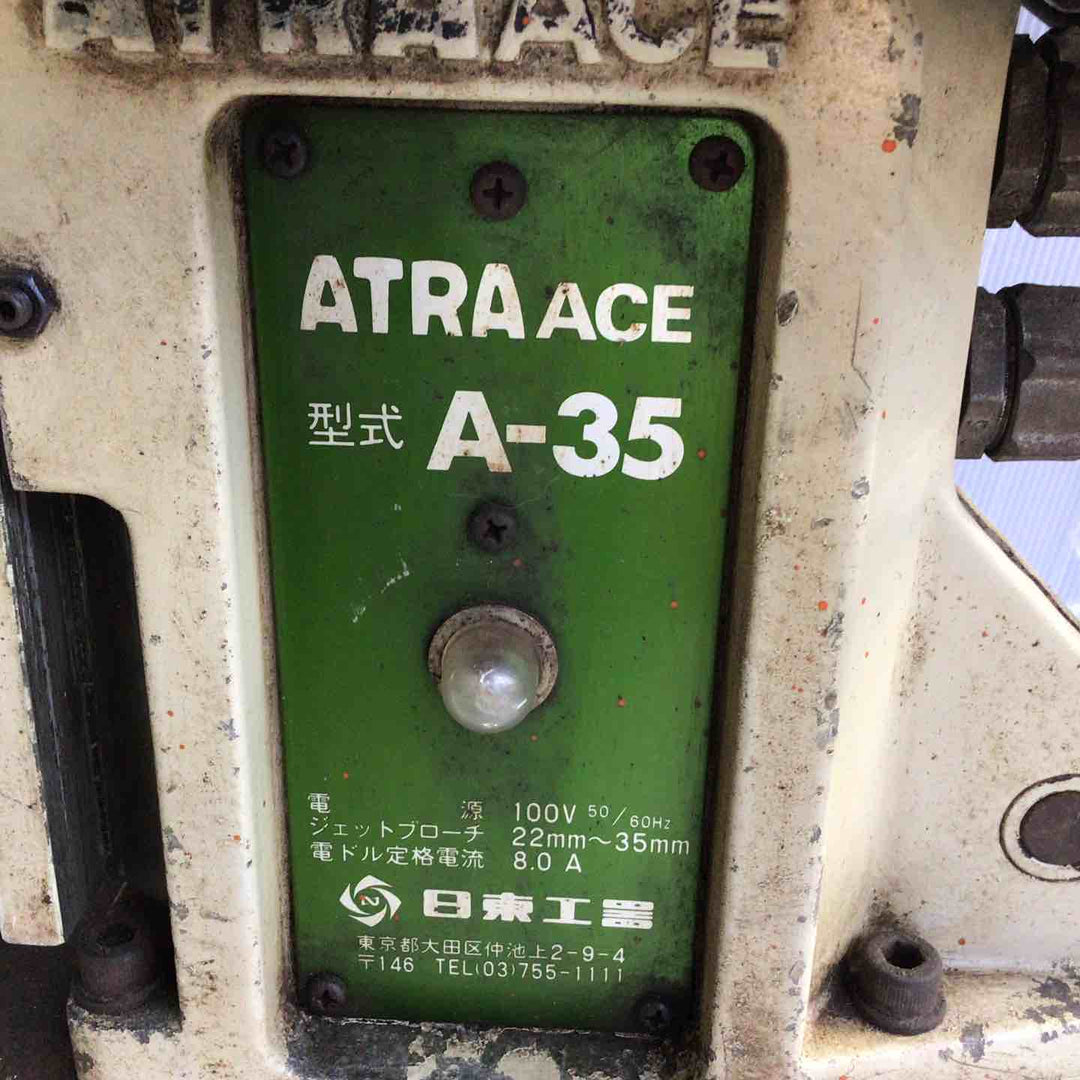 ATRA ACE
ATRA ACE
型式 A-35
電源 100V 50/60Hz
ジェットブローチ 22mm～35mm
電ドル定格電流 8.0 A
日東工器
東京都大田区仲池上2-9-4
〒146 TEL(03)755-1111